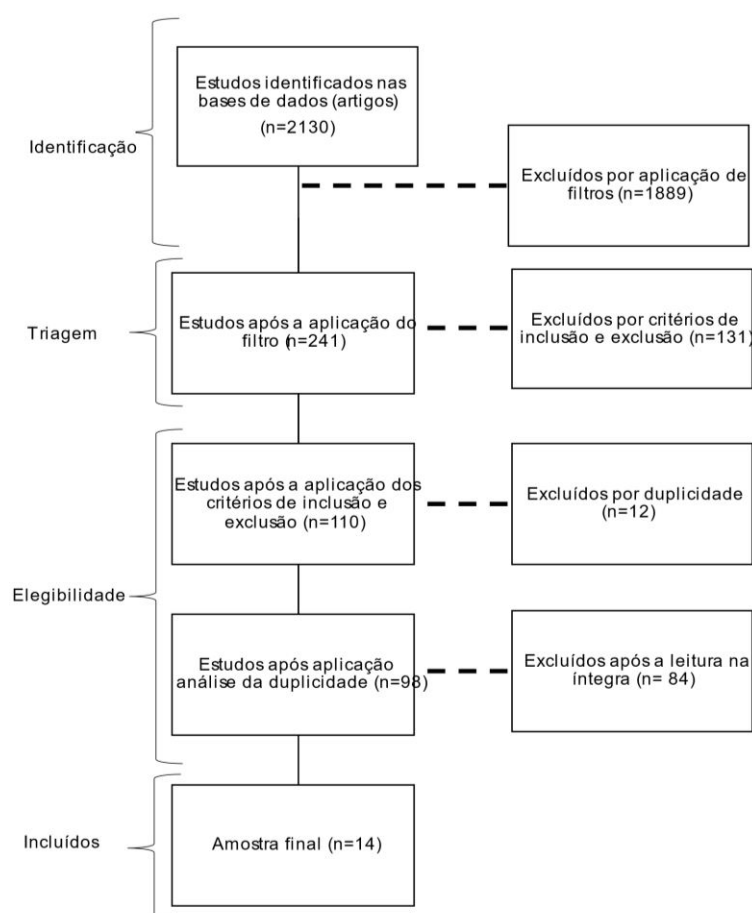 Estudos identificados nas
bases de dados (artigos)
(n=2130)
Identificação
Excluídos por aplicação de
filtros (n=1889)
Triagem
Estudos após a aplicação do
filtro (n=241)
Excluídos por critérios de
inclusão e exclusão (n=131)
Estudos após a aplicação dos
critérios de inclusão e
exclusão (n=110)
Excluídos por duplicidade
(n=12)
Elegibilidade
Estudos após aplicação
análise da duplicidade (n=98)
Excluídos após a leitura na
íntegra (n= 84)
Incluídos
Amostra final (n=14)